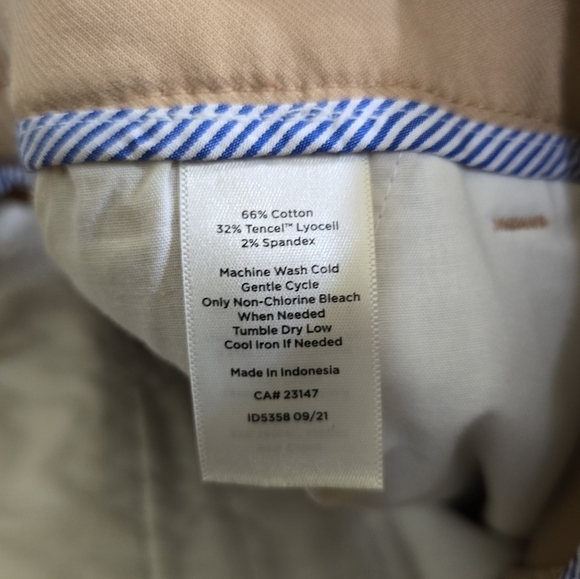 66% Cotton
32% Tencel™ Lyocell
2% Spandex
Machine Wash Cold
Gentle Cycle
Only Non-Chlorine Bleach
When Needed
Tumble Dry Low
Cool Iron If Needed
Made In Indonesia
CA# 23147
ID5358 09/21